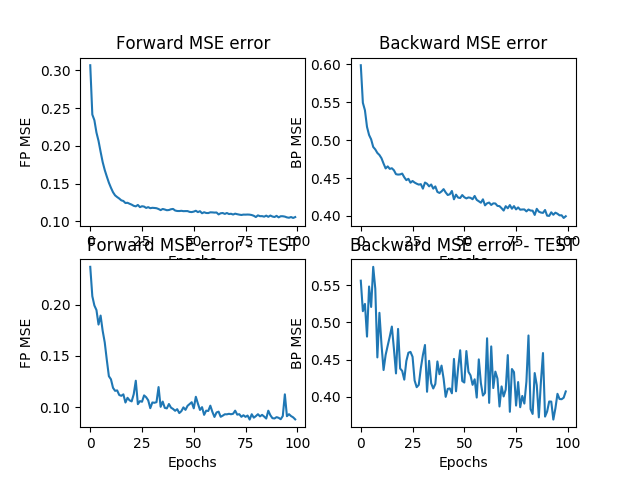 Forward MSE error
Backward MSE error
FP MSE
0.30
0.25
0.20
0.15
0.10
0 25 50 75 100
Epochs
BP MSE
0.60
0.55
0.50
0.45
0.40
0 25 50 75 100
Epochs
Forward MSE error - TEST
Backward MSE error - TEST
FP MSE
0.20
0.15
0.10
0 25 50 75 100
Epochs
BP MSE
0.55
0.50
0.45
0.40
0 25 50 75 100
Epochs